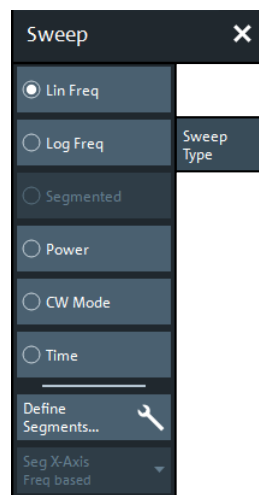 Sweep
Lin Freq
Log Freq
Sweep
Type
Segmented
Power
CW Mode
Time
Define
Segments...
Seg X-Axis
Freq based